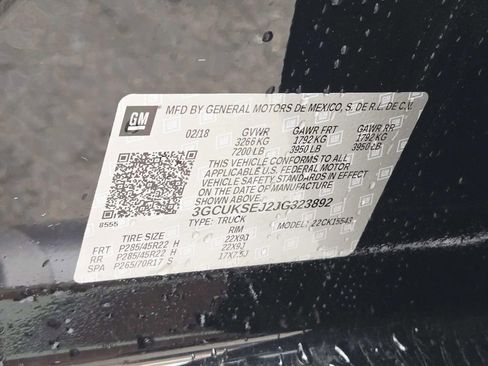 GM
MFD BY GENERAL MOTORS DE MEXICO, S. DE R.L. DE C.V.
02/18 GVWR GAWR FRT GAWR RR
3266 KG 1792 KG 1792 KG
7200 LB 3950 LB 3950 LB
THIS VEHICLE CONFORMS TO ALL
APPLICABLE U.S. FEDERAL MOTOR
VEHICLE SAFETY STANDARDS IN EFFECT
ON THE DATE OF MANUFACTURE
SHOWN ABOVE.
3GCUKSEJ2JG323892
8555 TYPE: TRUCK MODEL: 22CK15543
TIRE SIZE RIM
FRT P285/45R22 H 22X9J
RR P285/45R22 H 22X9J
SPA P265/70R17 S 17X7.5J